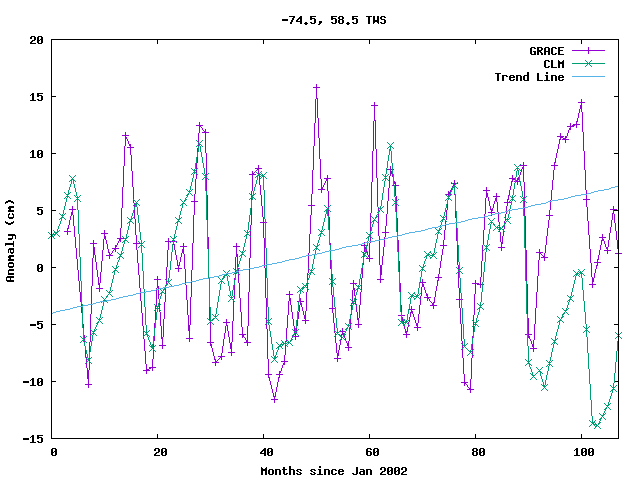 -74.5, 58.5 TWS
GRACE
CLM
Trend Line
20
15
10
5
0
-5
-10
-15
Anomaly (cm)
0 20 40 60 80 100
Months since Jan 2002